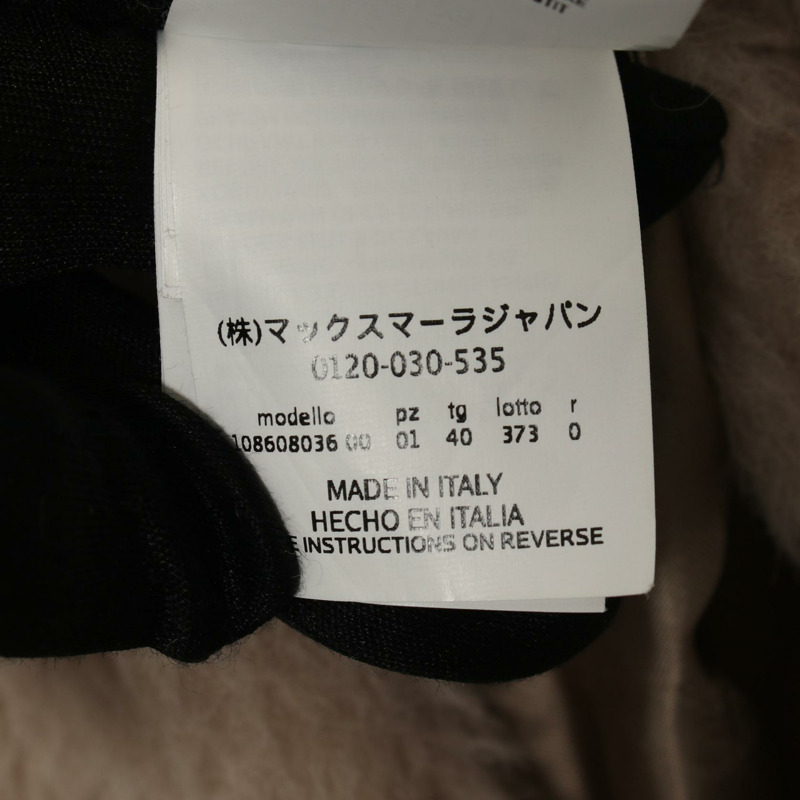 (株)マックスマーラジャパン
0120-030-535
modello pz tg lotto r
108608036 00 01 40 373 0
MADE IN ITALY
HECHO EN ITALIA
INSTRUCTIONS ON REVERSE